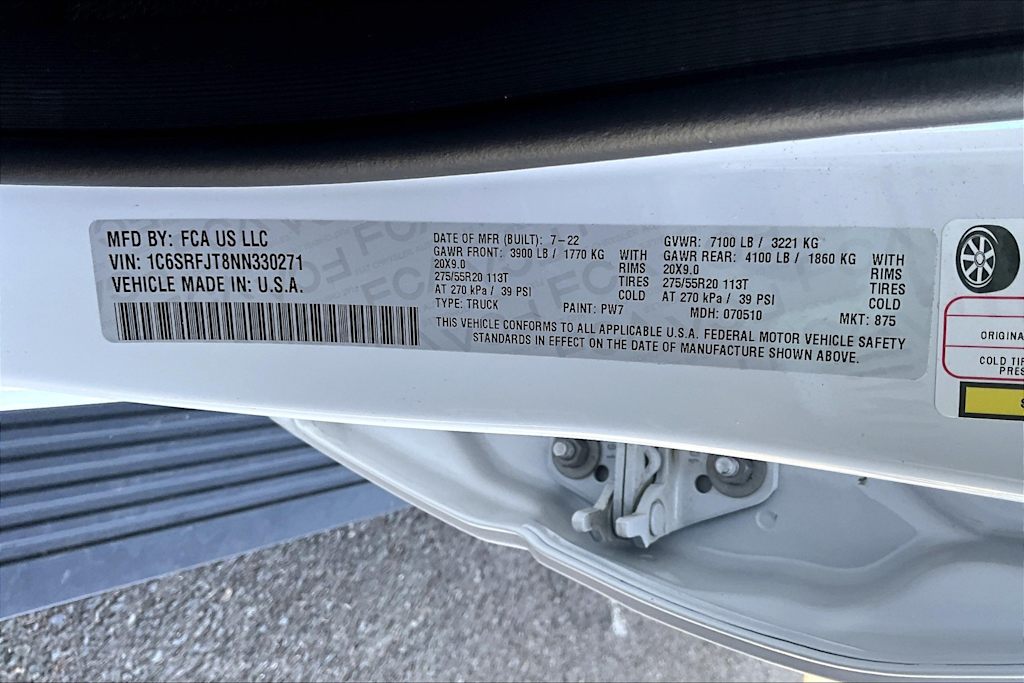 MFD BY: FCA US LLC
VIN: 1C6SRFJT8NN330271
VEHICLE MADE IN: U.S.A.
DATE OF MFR (BUILT): 7-22
GAWR FRONT: 3900 LB / 1770 KG WITH
20X9.0 RIMS
275/55R20 113T TIRES
AT 270 kPa / 39 PSI COLD
TYPE: TRUCK PAINT: PW7
GVWR: 7100 LB / 3221 KG
GAWR REAR: 4100 LB / 1860 KG WITH
20X9.0 RIMS
275/55R20 113T TIRES
AT 270 kPa / 39 PSI COLD
MDH: 070510 MKT: 875
THIS VEHICLE CONFORMS TO ALL APPLICABLE U.S.A. FEDERAL MOTOR VEHICLE SAFETY
STANDARDS IN EFFECT ON THE DATE OF MANUFACTURE SHOWN ABOVE.
COLD